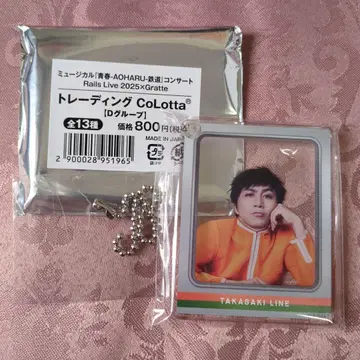 ミュージカル『青春-AOHARU-鉄道』コンサート
Rails Live 2025×Gratte
トレーディング CoLotta®
[Dグループ]
全13種 価格 800円(税込
MADE IN JAPAN
2 900028 951965
TAKASAKI LINE